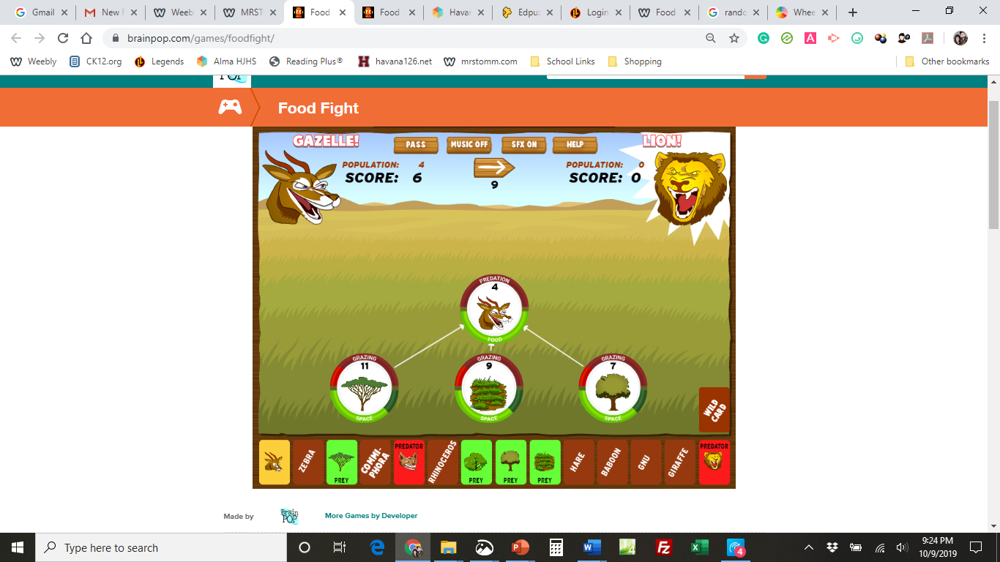 Gmail
New F
Weeb
MRST
Food
Food
Havar
Edpuz
Login
Food
rando
Whee
brainpop.com/games/foodfight/
Weebly
CK12.org
Legends
Alma HJHS
Reading Plus®
havana126.net
mrstomm.com
School Links
Shopping
Other bookmarks
Food Fight
GAZELLE!
PASS
MUSIC OFF
SFX ON
HELP
LION!
POPULATION: 4
SCORE: 6
9
POPULATION: 0
SCORE: 0
PREDATION
4
FOOD
GRAZING
11
SPACE
GRAZING
9
SPACE
GRAZING
7
SPACE
WILD
CARD
ZEBRA
PREY
COMMI-
PHORA
PREDATOR
RHINOCEROS
PREY
PREY
PREY
HARE
BABOON
GNU
GIRAFFE
PREDATOR
Made by
Brain
POP
More Games by Developer
Type here to search
4
9:24 PM
10/9/2019